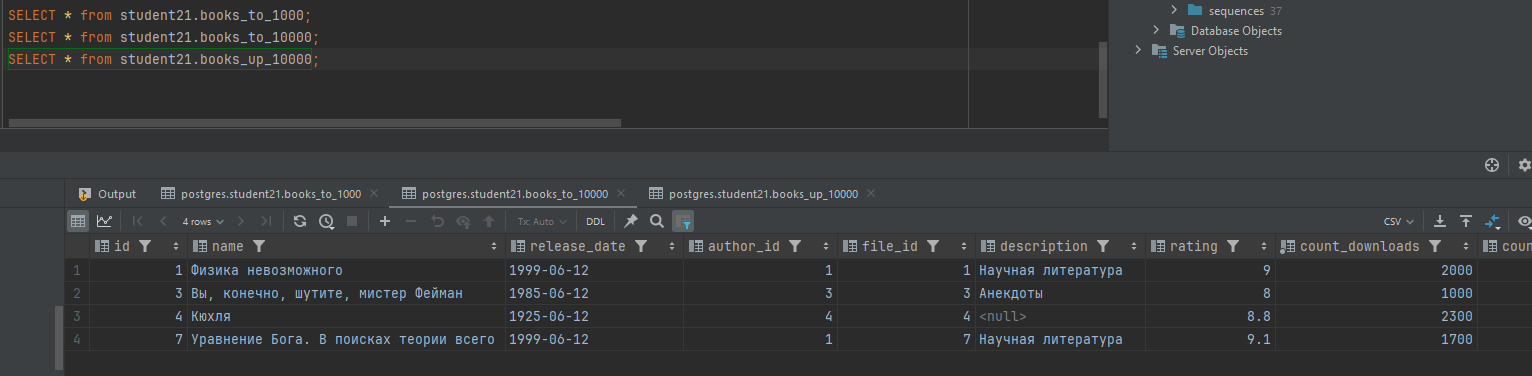 SELECT * from student21.books_to_1000;
SELECT * from student21.books_to_10000;
SELECT * from student21.books_up_10000;
sequences 37
Database Objects
Server Objects
Output postgres.student21.books_to_1000 postgres.student21.books_to_10000 postgres.student21.books_up_10000
4 rows Tx: Auto DDL CSV
id name release_date author_id file_id description rating count_downloads coun
1 1 Физика невозможного 1999-06-12 1 1 Научная литература 9 2000
2 3 Вы, конечно, шутите, мистер Фейман 1985-06-12 3 3 Анекдоты 8 1000
3 4 Кюхля 1925-06-12 4 4 <null> 8.8 2300
4 7 Уравнение Бога. В поисках теории всего 1999-06-12 1 7 Научная литература 9.1 1700